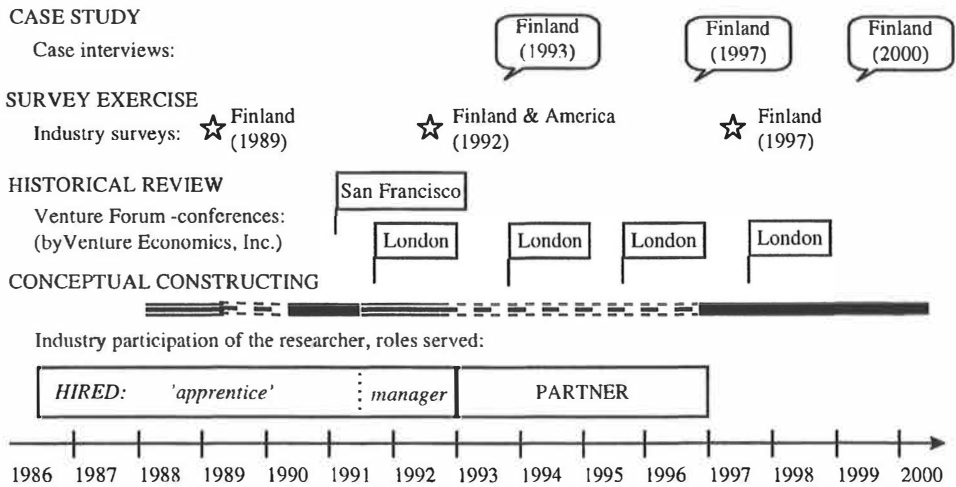 CASE STUDY
Case interviews:
Finland
(1993)
Finland
(1997)
Finland
(2000)
SURVEY EXERCISE
Industry surveys:
Finland
(1989)
Finland & America
(1992)
Finland
(1997)
HISTORICAL REVIEW
Venture Forum -conferences:
(byVenture Economics, Inc.)
San Francisco
London
London
London
London
CONCEPTUAL CONSTRUCTING
Industry participation of the researcher, roles served:
HIRED: 'apprentice' manager PARTNER
1986 1987 1988 1989 1990 1991 1992 1993 1994 1995 1996 1997 1998 1999 2000